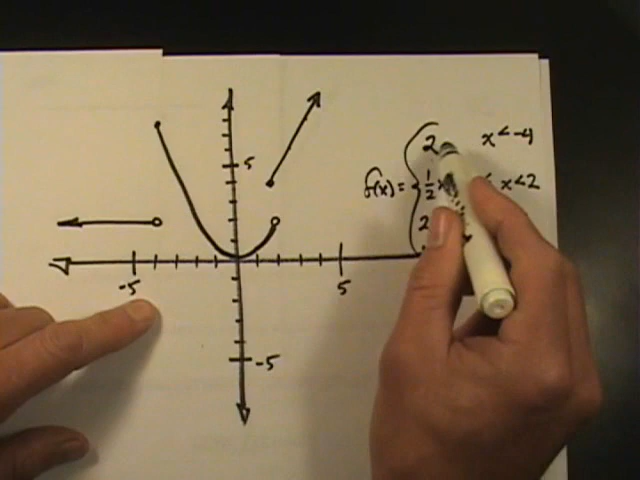 5
2 x<-4
f(x)= 1/2 x < x<2
2
-5 5
-5